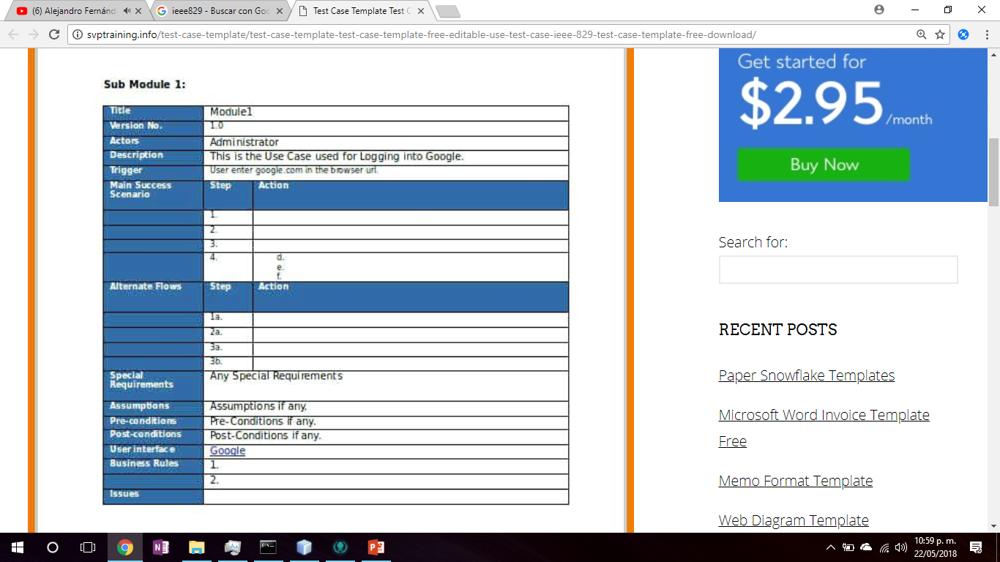 (6) Alejandro Fernánd
ieee829 - Buscar con Goo
Test Case Template Test C
svptraining.info/test-case-template/test-case-template-test-case-template-free-editable-use-test-case-ieee-829-test-case-template-free-download/
Sub Module 1:
Title Module1
Version No. 1.0
Actors Administrator
Description This is the Use Case used for Logging into Google.
Trigger User enter google.com in the browser url.
Main Success Scenario Step Action
1.
2.
3.
4. d.
e.
f.
Alternate Flows Step Action
1a.
2a.
3a.
3b.
Special Requirements Any Special Requirements
Assumptions Assumptions if any.
Pre-conditions Pre-Conditions if any.
Post-conditions Post-Conditions if any.
User interface Google
Business Rules 1.
2.
Issues
Get started for
$2.95/month
Buy Now
Search for:
RECENT POSTS
Paper Snowflake Templates
Microsoft Word Invoice Template
Free
Memo Format Template
Web Diagram Template
10:59 p. m.
22/05/2018